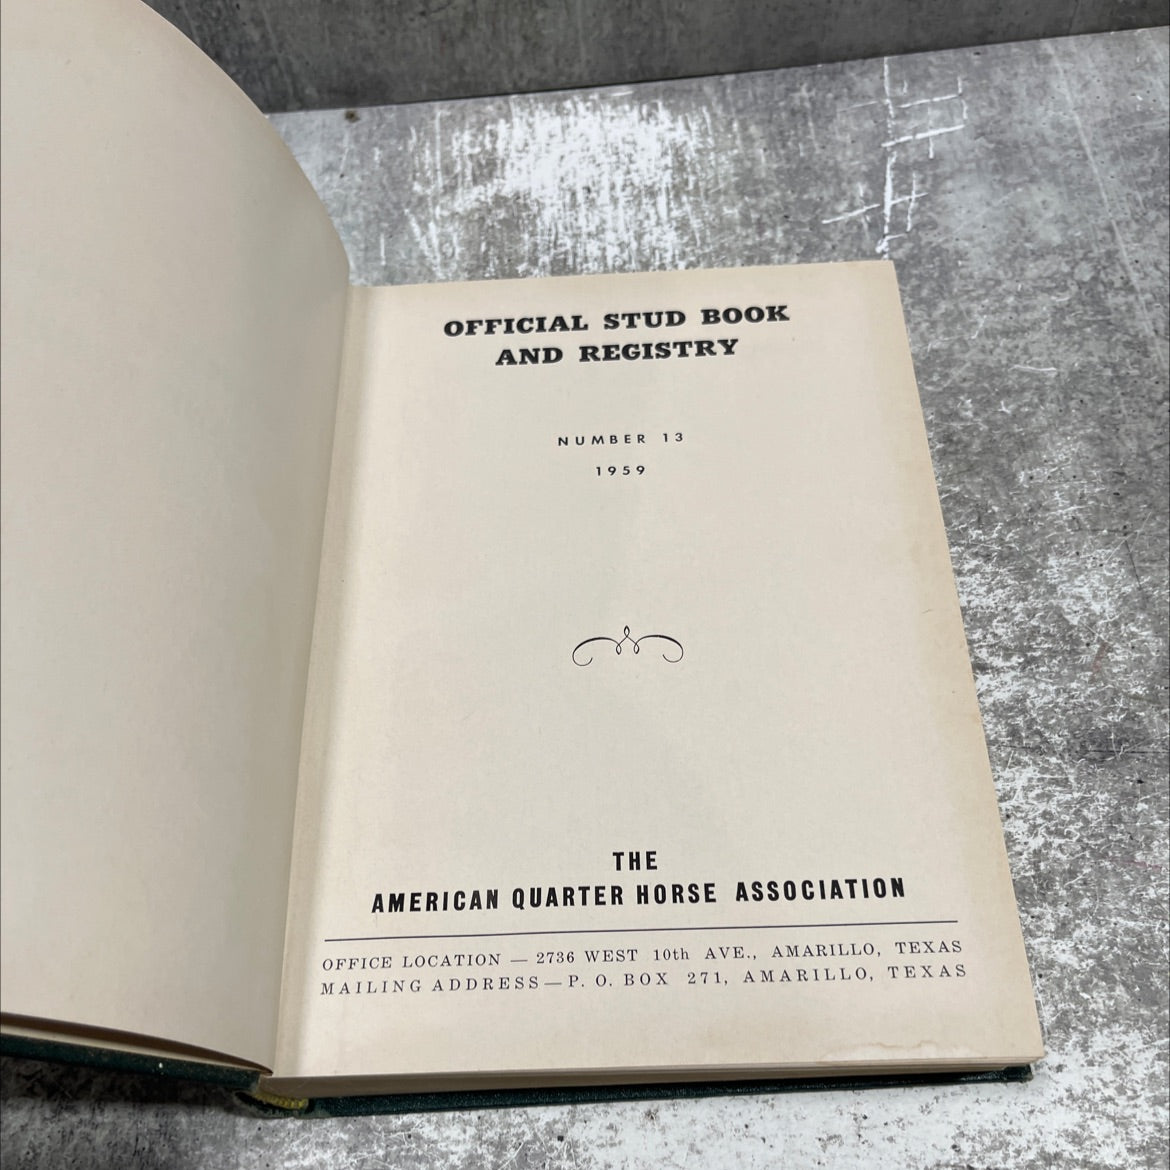 OFFICIAL STUD BOOK
AND REGISTRY
NUMBER 13
1959
THE
AMERICAN QUARTER HORSE ASSOCIATION
OFFICE LOCATION — 2736 WEST 10th AVE., AMARILLO, TEXAS
MAILING ADDRESS — P. O. BOX 271, AMARILLO, TEXAS